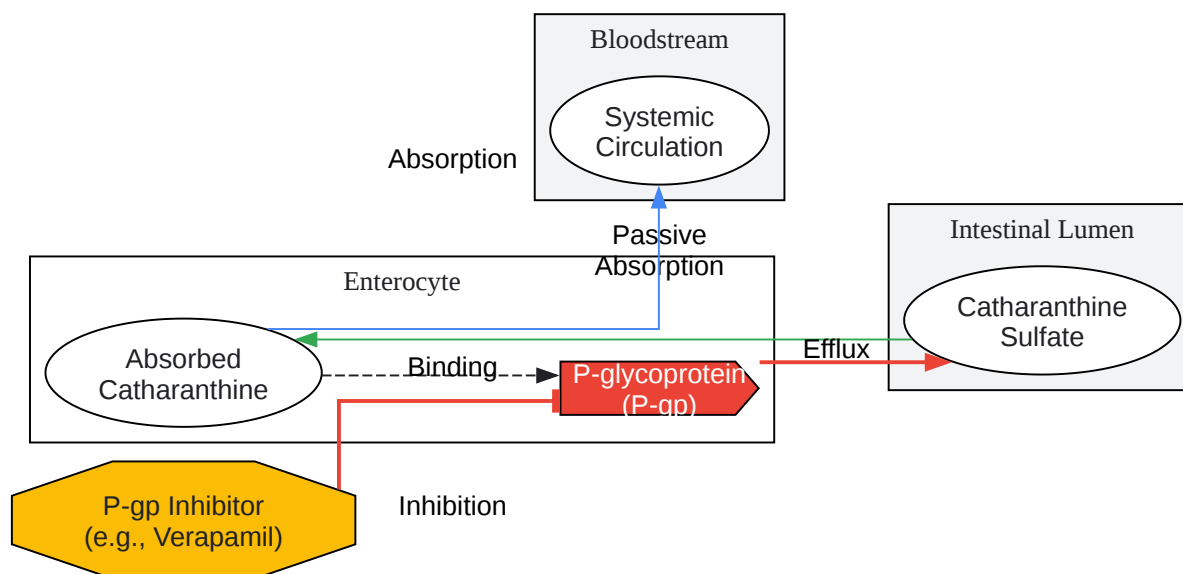 Bloodstream
Systemic
Circulation
Absorption
Passive
Absorption
Intestinal Lumen
Catharanthine
Sulfate
Enterocyte
Absorbed
Catharanthine
Binding
P-glycoprotein
(P-gp)
Efflux
P-gp Inhibitor
(e.g., Verapamil)
Inhibition